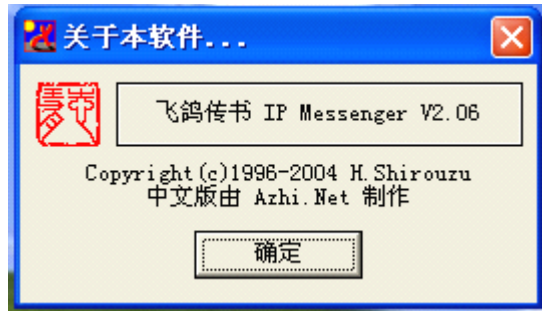 关于本软件...
飞鸽传书 IP Messenger V2.06
Copyright(c)1996-2004 H.Shirouzu
中文版由 Azhi.Net 制作
确定